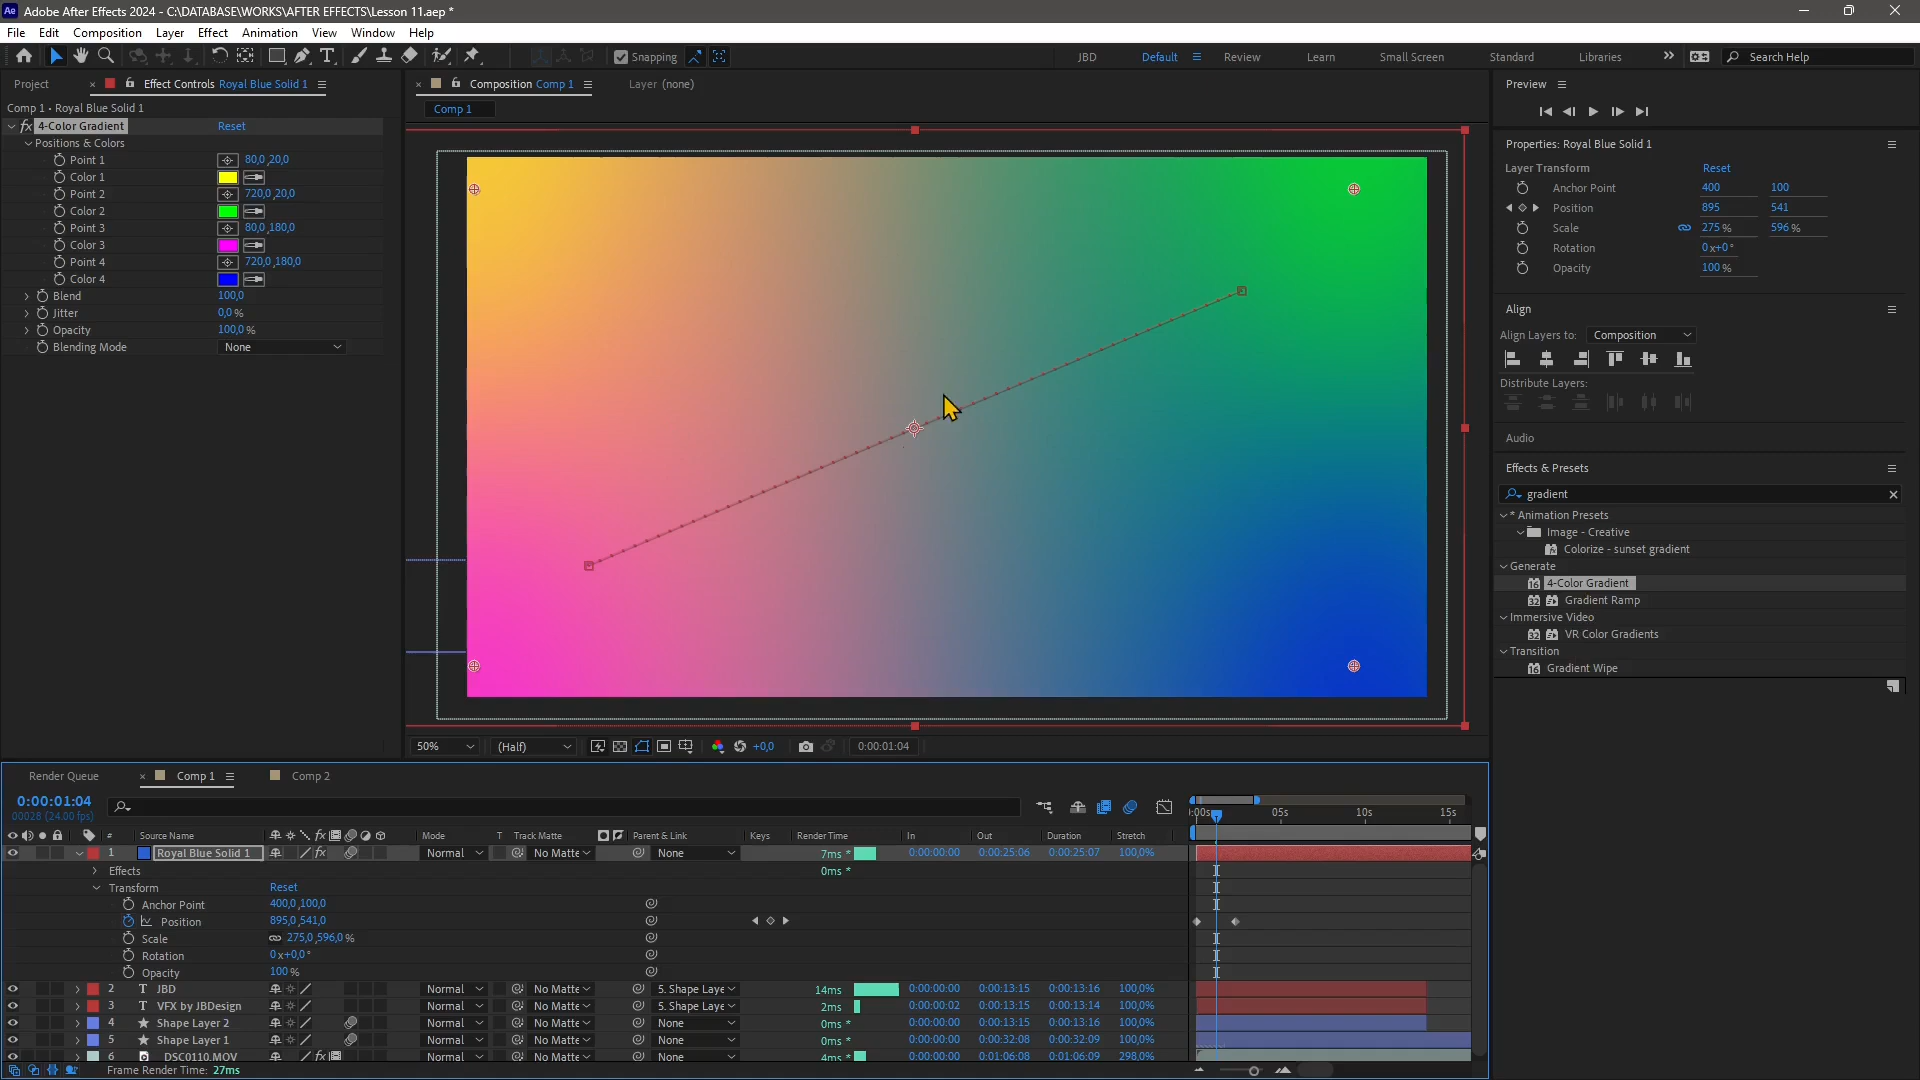 Ae Adobe After Effects 2024 - C:\DATABASE\WORKS\AFTER EFFECTS\Lesson 11.aep *
File Edit Composition Layer Effect Animation View Window Help
Snapping JBD Default Review Learn Small Screen Standard Libraries Search Help
Project Effect Controls Royal Blue Solid 1
Comp 1 • Royal Blue Solid 1
fx 4-Color Gradient Reset
Positions & Colors
Point 1 80,0 ,20,0
Color 1
Point 2 720,0 ,20,0
Color 2
Point 3 80,0 ,180,0
Color 3
Point 4 720,0 ,180,0
Color 4
Blend 100,0
Jitter 0,0 %
Opacity 100,0 %
Blending Mode None
Composition Comp 1 Layer (none)
Comp 1
50% (Half) +0,0 0:00:01:04
Preview
Properties: Royal Blue Solid 1
Layer Transform Reset
Anchor Point 400 100
Position 895 541
Scale 275 % 596 %
Rotation 0 x+0 °
Opacity 100 %
Align
Align Layers to: Composition
Distribute Layers:
Audio
Effects & Presets
gradient
* Animation Presets
Image - Creative
Colorize - sunset gradient
Generate
16 4-Color Gradient
32 Gradient Ramp
Immersive Video
32 VR Color Gradients
Transition
16 Gradient Wipe
Render Queue Comp 1 Comp 2
0:00:01:04
00028 (24.00 fps)
# Source Name fx Mode T Track Matte Parent & Link Keys Render Time In Out Duration Stretch
0:00s 05s 10s 15s
1 Royal Blue Solid 1 fx Normal No Matte None 7ms * 0:00:00:00 0:00:25:06 0:00:25:07 100,0%
Effects 0ms *
Transform Reset
Anchor Point 400,0 ,100,0
Position 895,0 ,541,0
Scale 275,0 ,596,0 %
Rotation 0 x+0,0 °
Opacity 100 %
2 T JBD Normal No Matte 5. Shape Laye 14ms 0:00:00:00 0:00:13:15 0:00:13:16 100,0%
3 T VFX by JBDesign Normal No Matte 5. Shape Laye 2ms 0:00:00:02 0:00:13:15 0:00:13:14 100,0%
4 Shape Layer 2 Normal No Matte None 0ms * 0:00:00:00 0:00:13:15 0:00:13:16 100,0%
5 Shape Layer 1 Normal No Matte None 0ms * 0:00:00:00 0:00:32:08 0:00:32:09 100,0%
6 DSC0110.MOV fx Normal No Matte None 4ms * 0:00:00:00 0:01:06:08 0:01:06:09 298,0%
Frame Render Time: 27ms